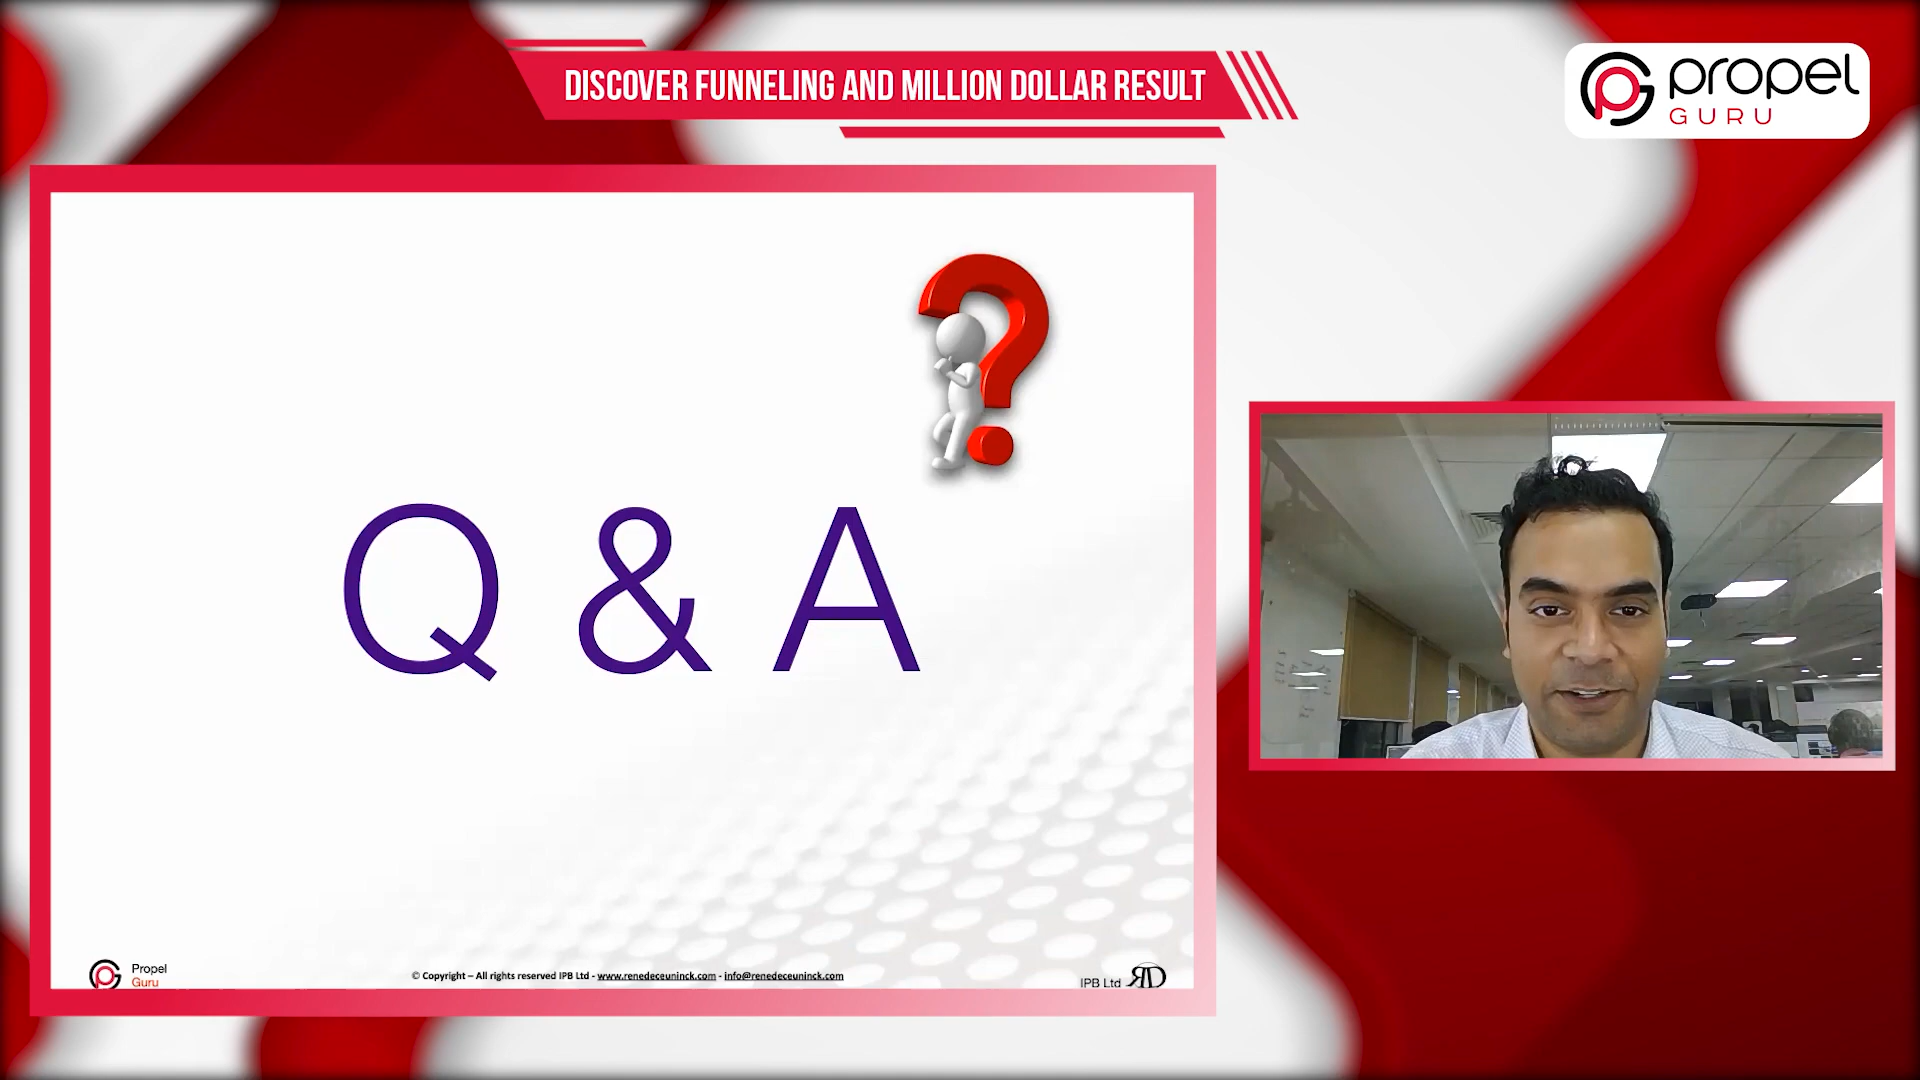 DISCOVER FUNNELING AND MILLION DOLLAR RESULT
propel
GURU
Q & A
Propel
Guru
© Copyright – All rights reserved IPB Ltd - www.renedeceuninck.com - info@renedeceuninck.com
IPB Ltd